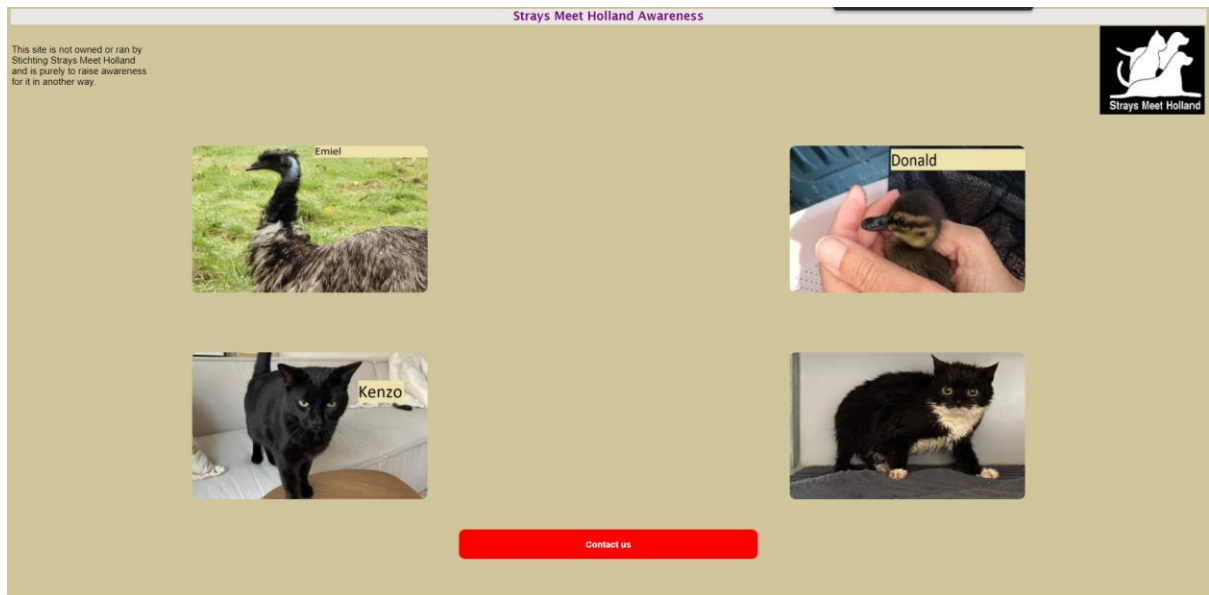 Strays Meet Holland Awareness
This site is not owned or ran by
Stichting Strays Meet Holland
and is purely to raise awareness
for it in another way.
Strays Meet Holland
Emiel
Donald
Kenzo
Contact us